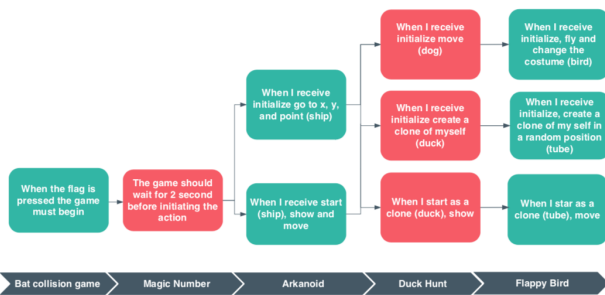 When the flag is
pressed the game
must begin
The game should
wait for 2 second
before initiating the
action
When I receive
initialize go to x, y,
and point (ship)
When I receive start
(ship), show and
move
When I receive
initialize move
(dog)
When I receive
initialize create a
clone of myself
(duck)
When I start as a
clone (duck), show
When I receive
initialize, fly and
change the
costume (bird)
When I receive
initialize, create a
clone of my self in
a random position
(tube)
When I star as a
clone (tube), move
Bat collision game
Magic Number
Arkanoid
Duck Hunt
Flappy Bird